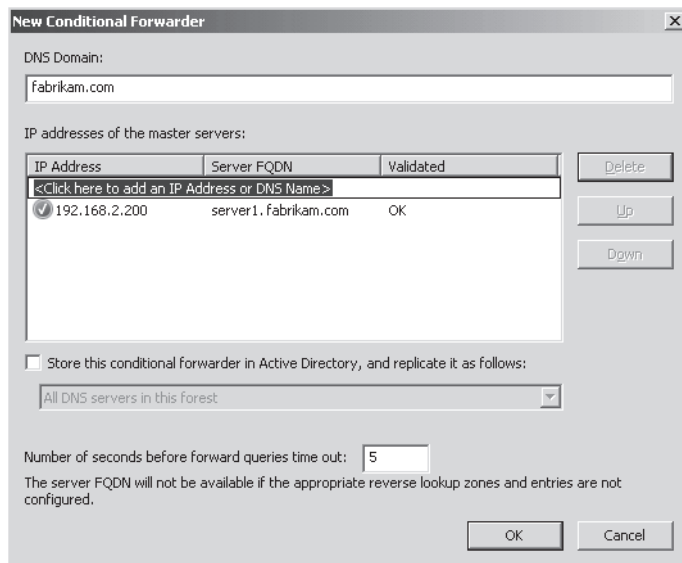 New Conditional Forwarder
DNS Domain:
fabrikam.com
IP addresses of the master servers:
IP Address Server FQDN Validated
<Click here to add an IP Address or DNS Name>
192.168.2.200 server1.fabrikam.com OK
Delete
Up
Down
Store this conditional forwarder in Active Directory, and replicate it as follows:
All DNS servers in this forest
Number of seconds before forward queries time out: 5
The server FQDN will not be available if the appropriate reverse lookup zones and entries are not
configured.
OK Cancel